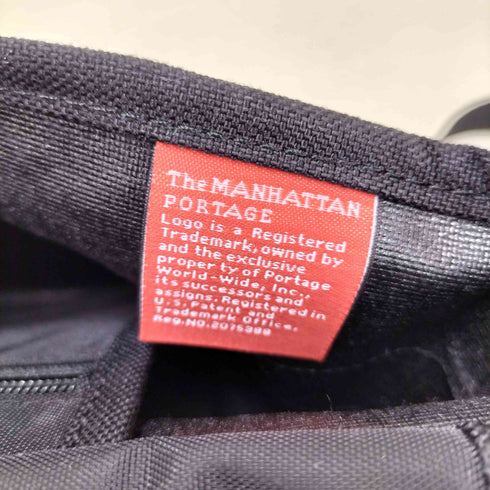 The MANHATTAN
PORTAGE
Logo is a Registered
Trademark, owned by
and the exclusive
property of Portage
World-Wide, Inc.,
its successors and
assigns. Registered in
U.S. Patent and
Trademark Office.
Reg.NO.2075389